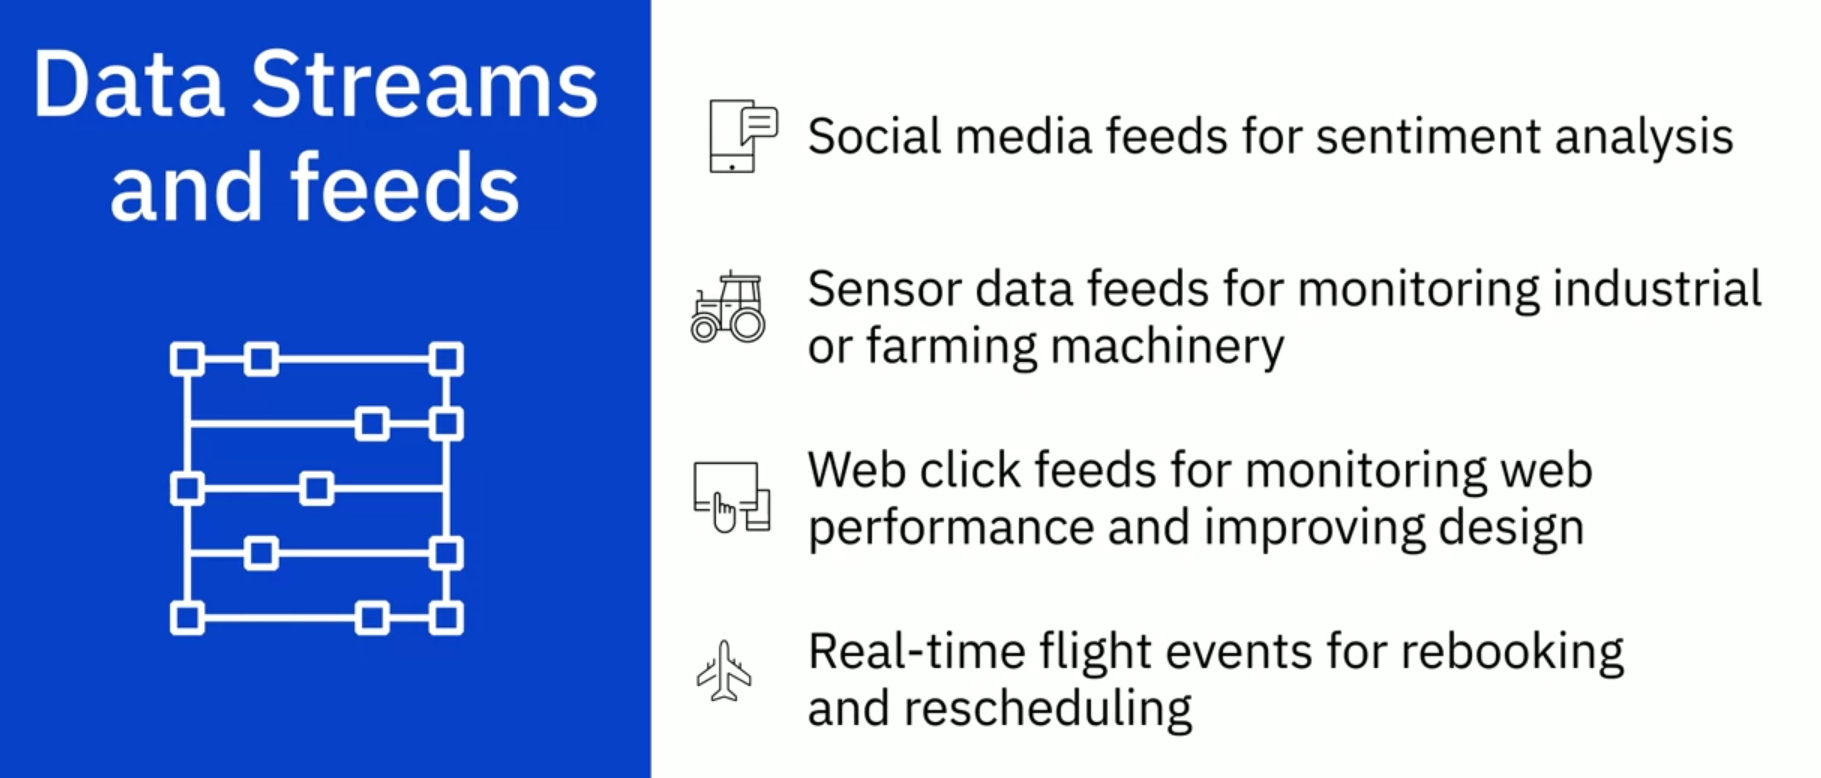 Data Streams
and feeds
Social media feeds for sentiment analysis
Sensor data feeds for monitoring industrial
or farming machinery
Web click feeds for monitoring web
performance and improving design
Real-time flight events for rebooking
and rescheduling